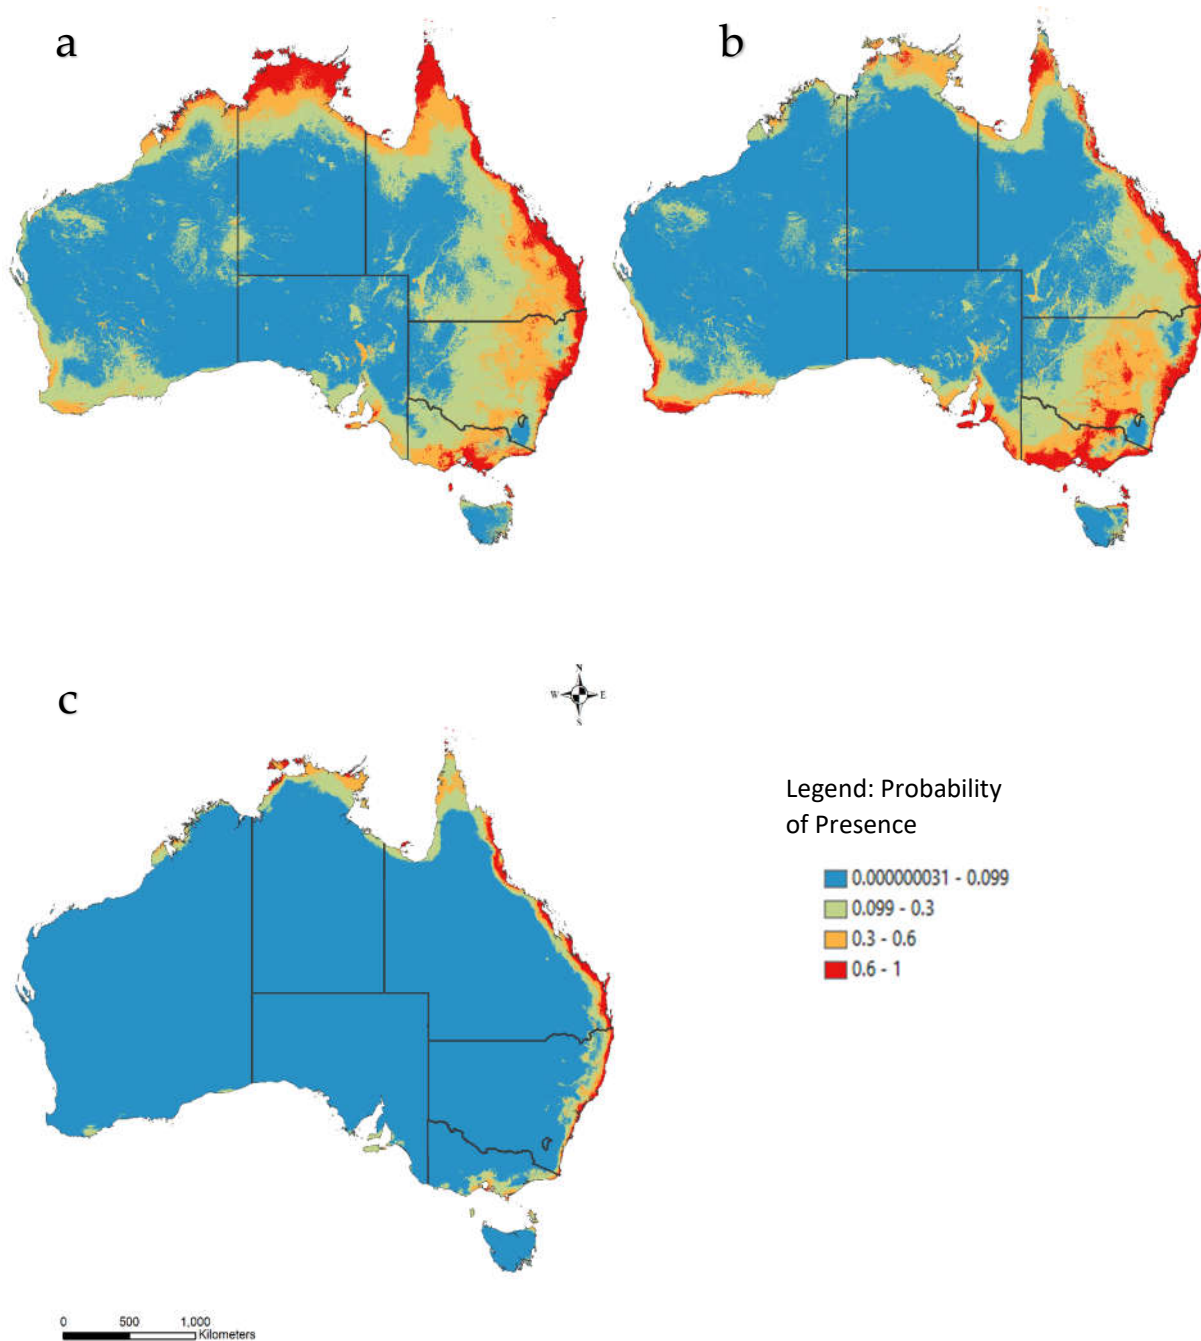 a
b
c
N
W E
S
Legend: Probability
of Presence
0.000000031 - 0.099
0.099 - 0.3
0.3 - 0.6
0.6 - 1
0 500 1,000
Kilometers